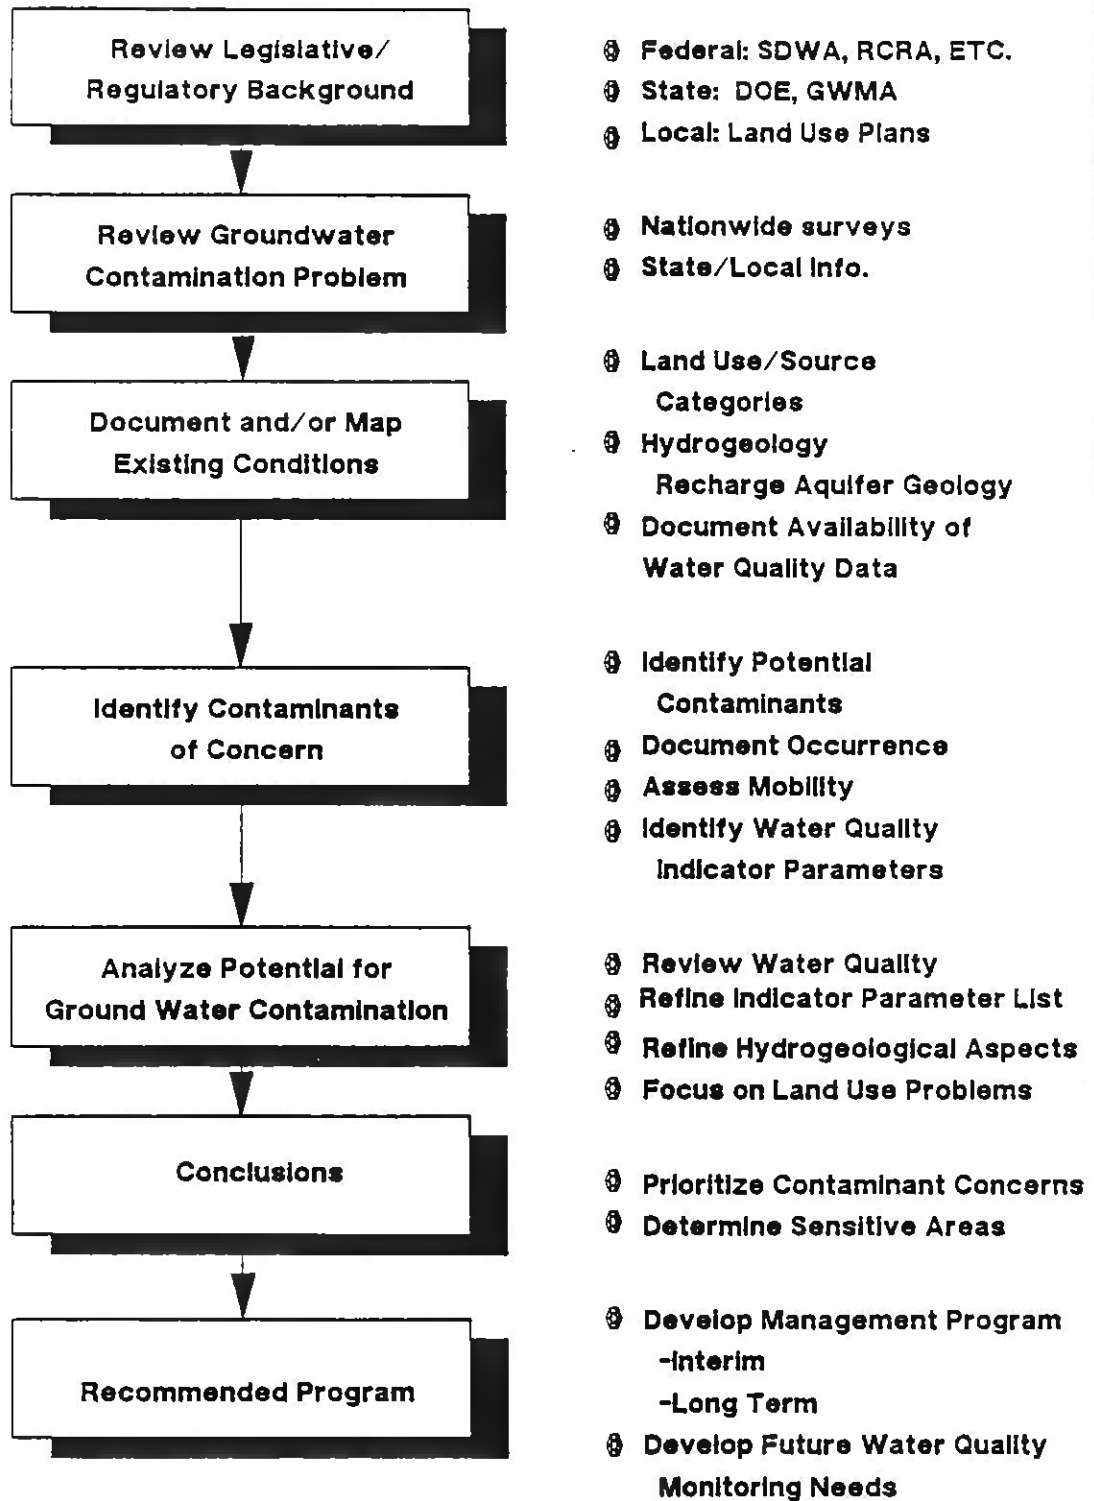 Review Legislative/
Regulatory Background
Federal: SDWA, RCRA, ETC.
State: DOE, GWMA
Local: Land Use Plans
Review Groundwater
Contamination Problem
Nationwide surveys
State/Local Info.
Document and/or Map
Existing Conditions
Land Use/Source
Categories
Hydrogeology
Recharge Aquifer Geology
Document Availability of
Water Quality Data
Identify Contaminants
of Concern
Identify Potential
Contaminants
Document Occurrence
Assess Mobility
Identify Water Quality
Indicator Parameters
Analyze Potential for
Ground Water Contamination
Review Water Quality
Refine Indicator Parameter List
Refine Hydrogeological Aspects
Focus on Land Use Problems
Conclusions
Prioritize Contaminant Concerns
Determine Sensitive Areas
Recommended Program
Develop Management Program
-Interim
-Long Term
Develop Future Water Quality
Monitoring Needs